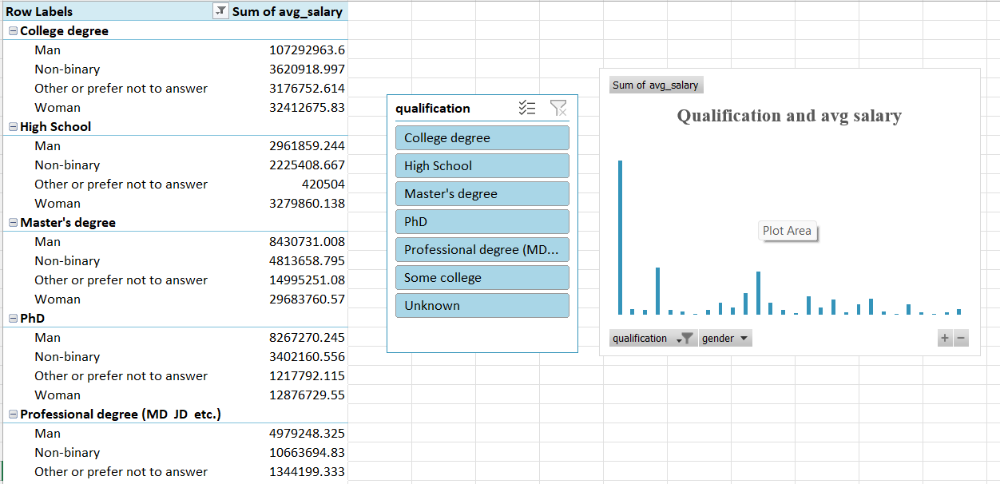 Row Labels Sum of avg_salary
College degree
Man 107292963.6
Non-binary 3620918.997
Other or prefer not to answer 3176752.614
Woman 32412675.83
High School
Man 2961859.244
Non-binary 2225408.667
Other or prefer not to answer 420504
Woman 3279860.138
Master's degree
Man 8430731.008
Non-binary 4813658.795
Other or prefer not to answer 14995251.08
Woman 29683760.57
PhD
Man 8267270.245
Non-binary 3402160.556
Other or prefer not to answer 1217792.115
Woman 12876729.55
Professional degree (MD JD etc.)
Man 4979248.325
Non-binary 10663694.83
Other or prefer not to answer 1344199.333
qualification
College degree
High School
Master's degree
PhD
Professional degree (MD...
Some college
Unknown
Sum of avg_salary
Qualification and avg salary
Plot Area
qualification gender + −